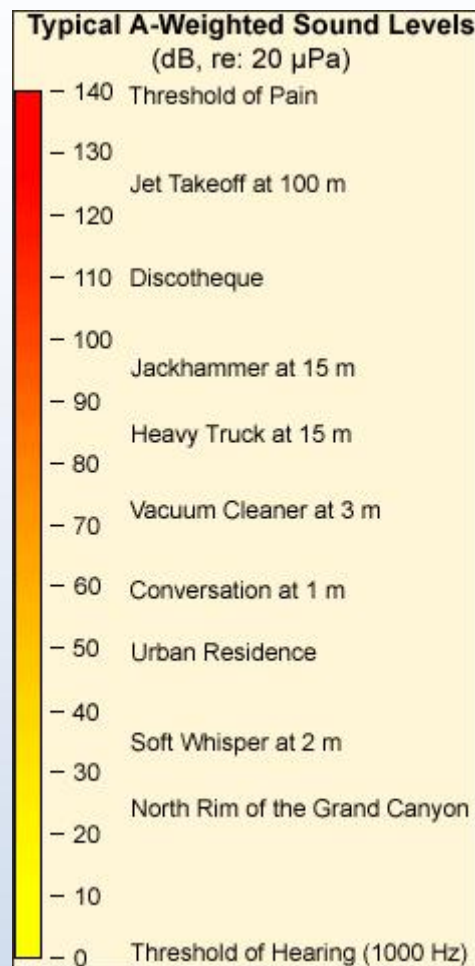 Typical A-Weighted Sound Levels
(dB, re: 20 µPa)
140 Threshold of Pain
130
Jet Takeoff at 100 m
120
110 Discotheque
100
Jackhammer at 15 m
90
Heavy Truck at 15 m
80
Vacuum Cleaner at 3 m
70
60 Conversation at 1 m
50 Urban Residence
40
Soft Whisper at 2 m
30
North Rim of the Grand Canyon
20
10
0 Threshold of Hearing (1000 Hz)